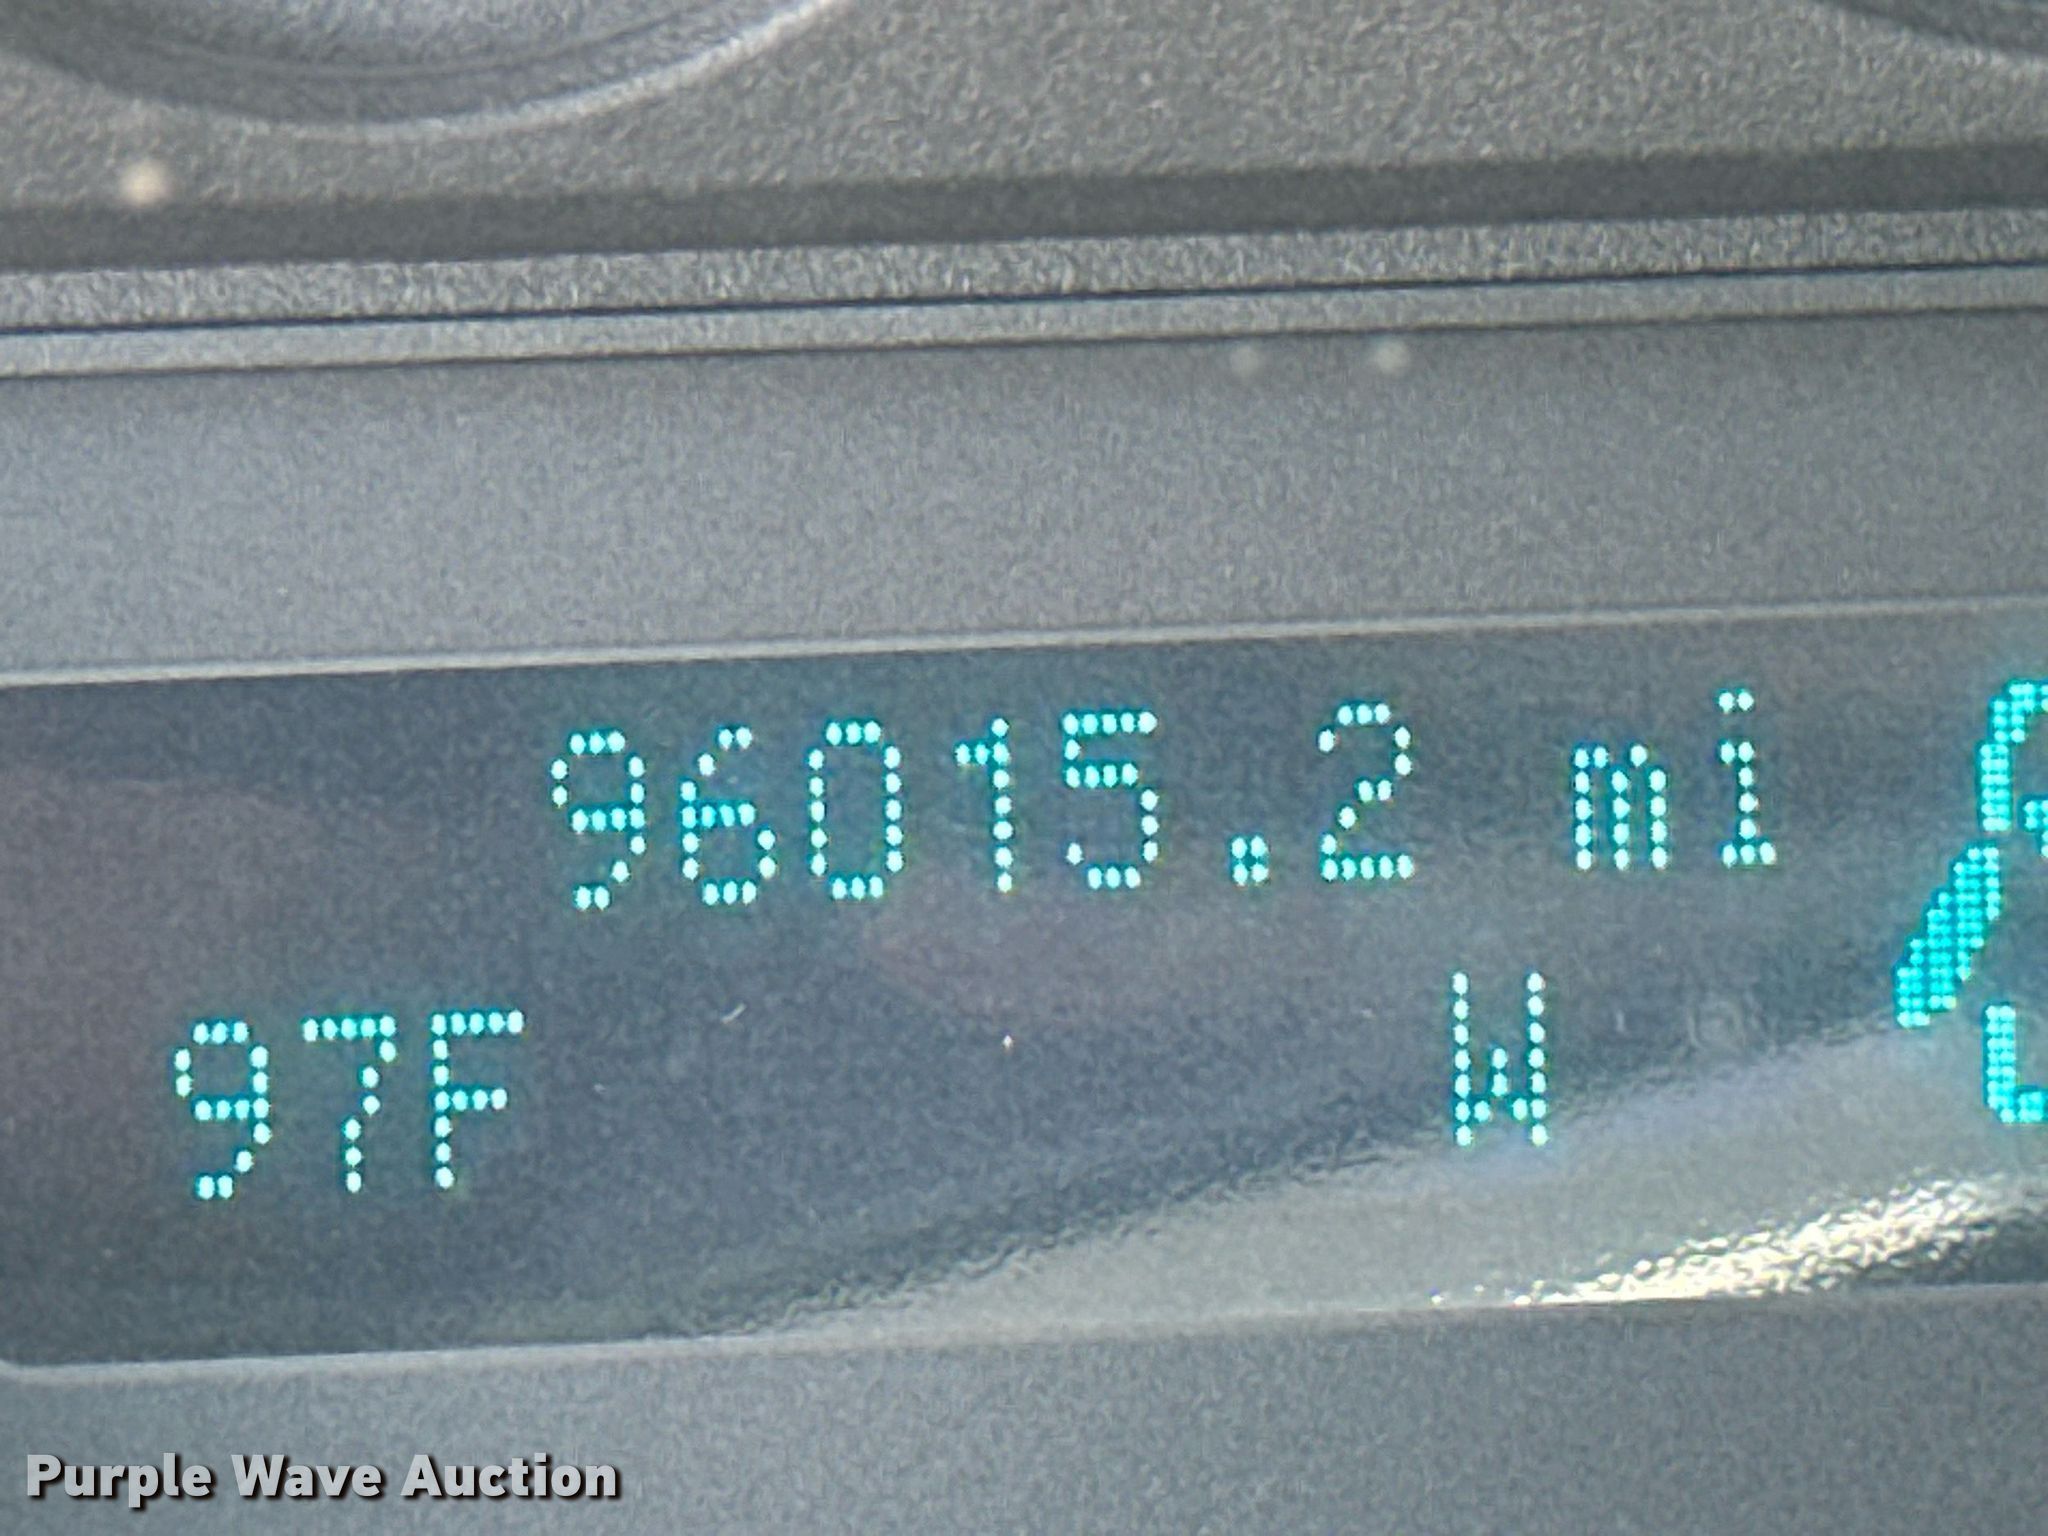 96015.2 mi
97F W
Purple Wave Auction